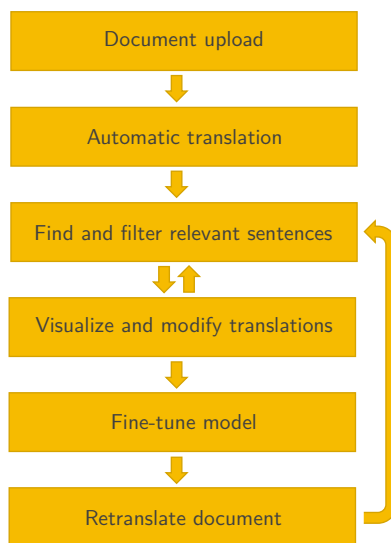 Document upload
Automatic translation
Find and filter relevant sentences
Visualize and modify translations
Fine-tune model
Retranslate document